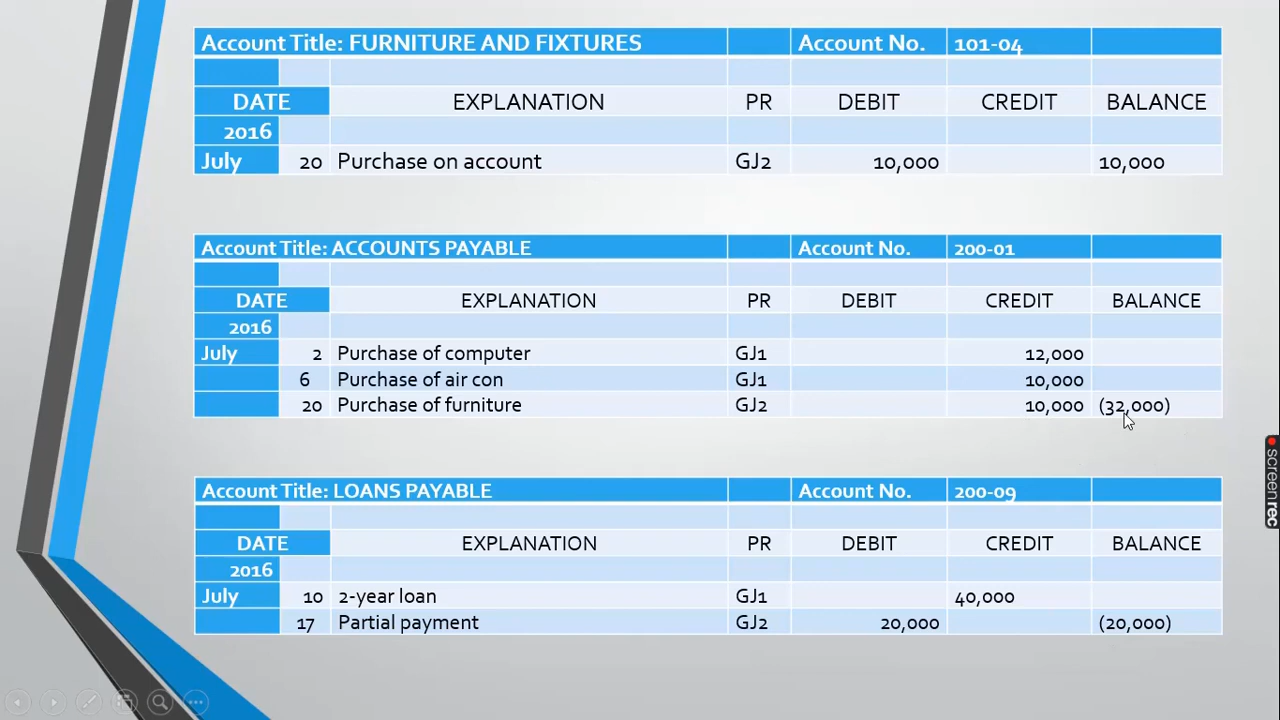 Account Title: FURNITURE AND FIXTURES Account No. 101-04
DATE EXPLANATION PR DEBIT CREDIT BALANCE
2016
July 20 Purchase on account GJ2 10,000 10,000
Account Title: ACCOUNTS PAYABLE Account No. 200-01
DATE EXPLANATION PR DEBIT CREDIT BALANCE
2016
July 2 Purchase of computer GJ1 12,000
6 Purchase of air con GJ1 10,000
20 Purchase of furniture GJ2 10,000 (32,000)
Account Title: LOANS PAYABLE Account No. 200-09
DATE EXPLANATION PR DEBIT CREDIT BALANCE
2016
July 10 2-year loan GJ1 40,000
17 Partial payment GJ2 20,000 (20,000)
screenrec